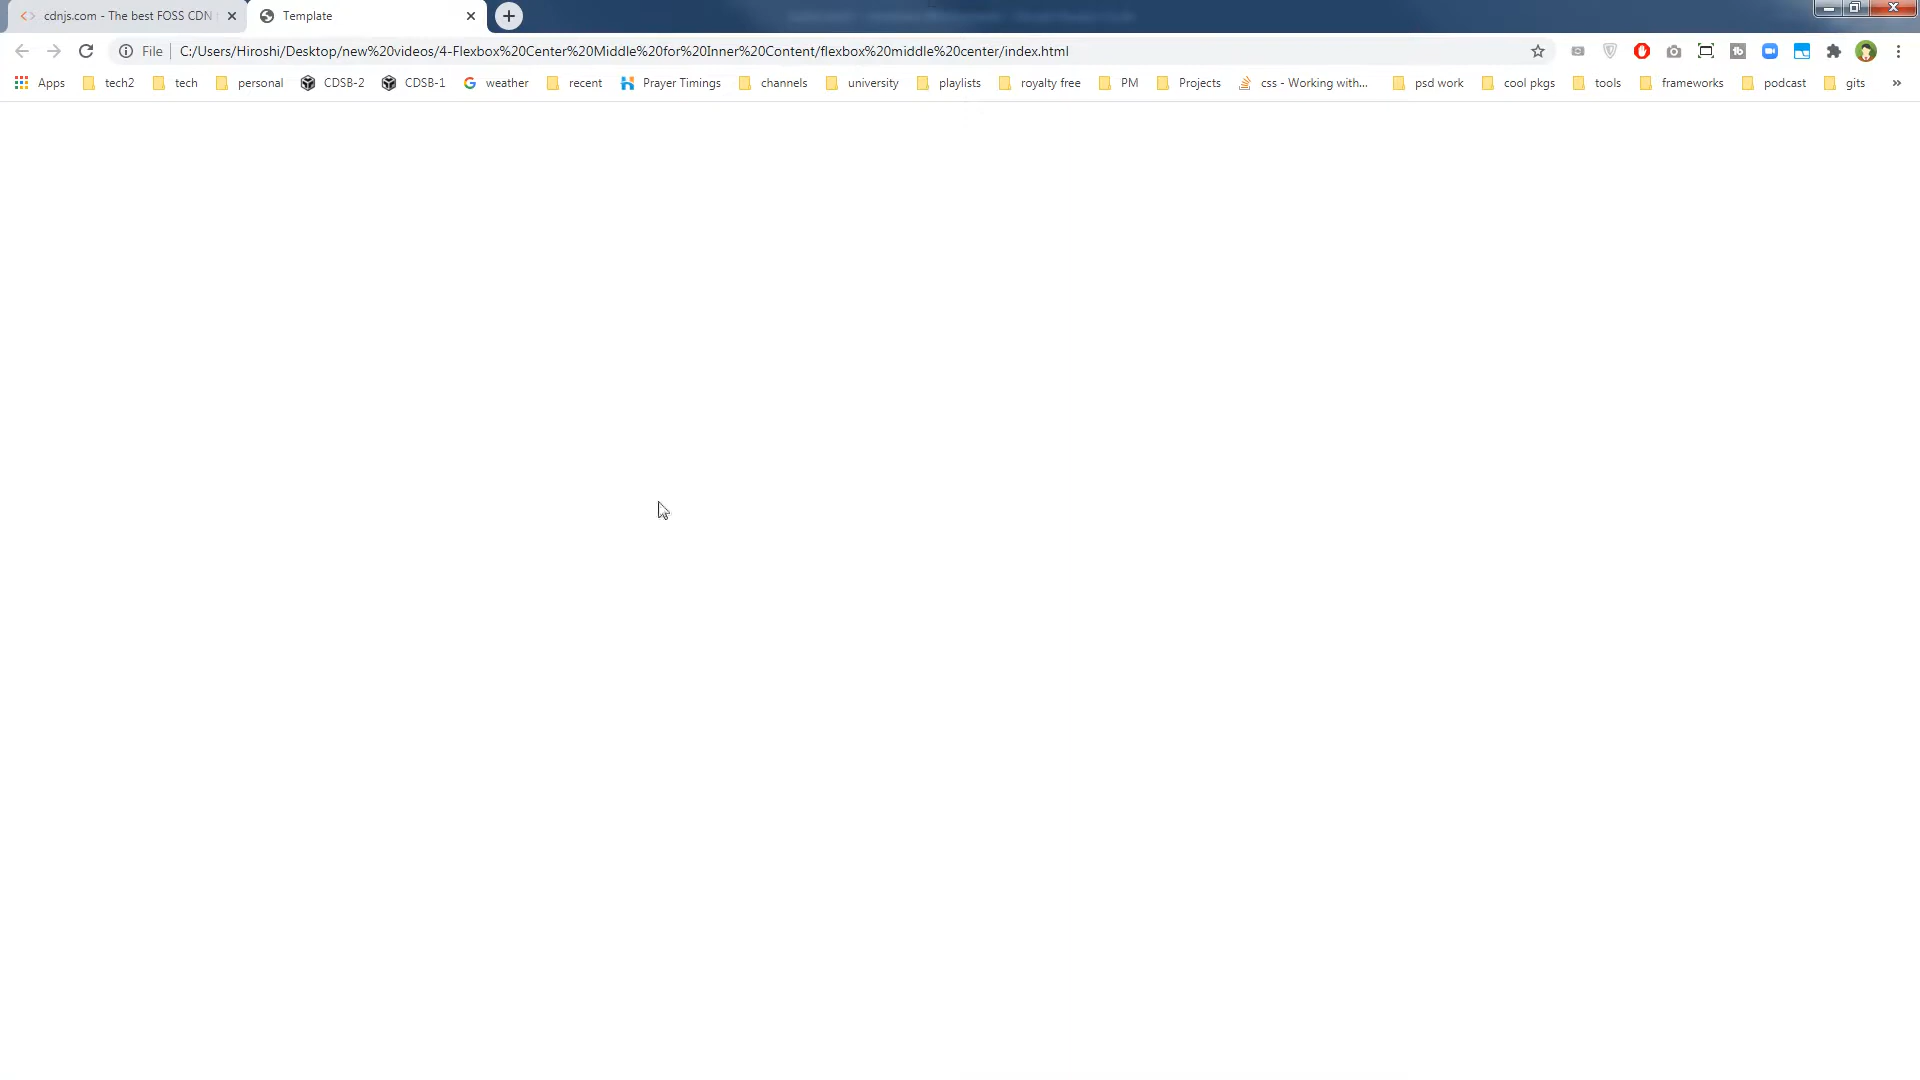 cdnjs.com - The best FOSS CDN
Template
File C:/Users/Hiroshi/Desktop/new%20videos/4-Flexbox%20Center%20Middle%20for%20Inner%20Content/flexbox%20middle%20center/index.html
Apps tech2 tech personal CDSB-2 CDSB-1 weather recent Prayer Timings channels university playlists royalty free PM Projects css - Working with... psd work cool pkgs tools frameworks podcast gits »